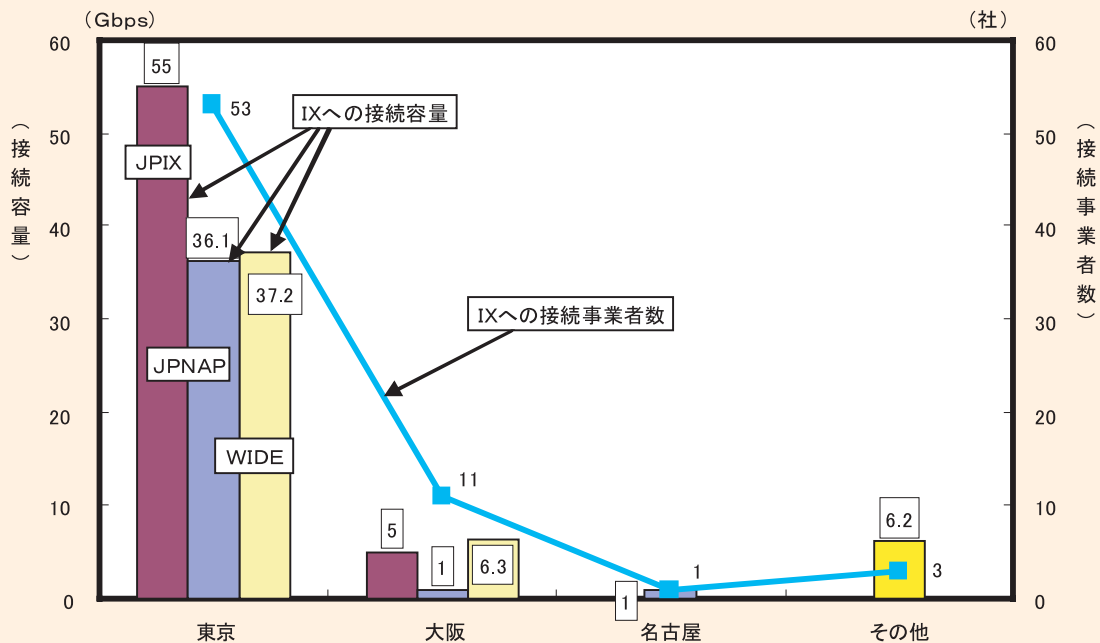 （Gbps）
（社）
60
50
40
30
20
10
0
（接続容量）
60
50
40
30
20
10
0
（接続事業者数）
55
53
IXへの接続容量
JPIX
36.1
37.2
IXへの接続事業者数
JPNAP
WIDE
11
5
1
6.3
1
1
6.2
3
東京
大阪
名古屋
その他